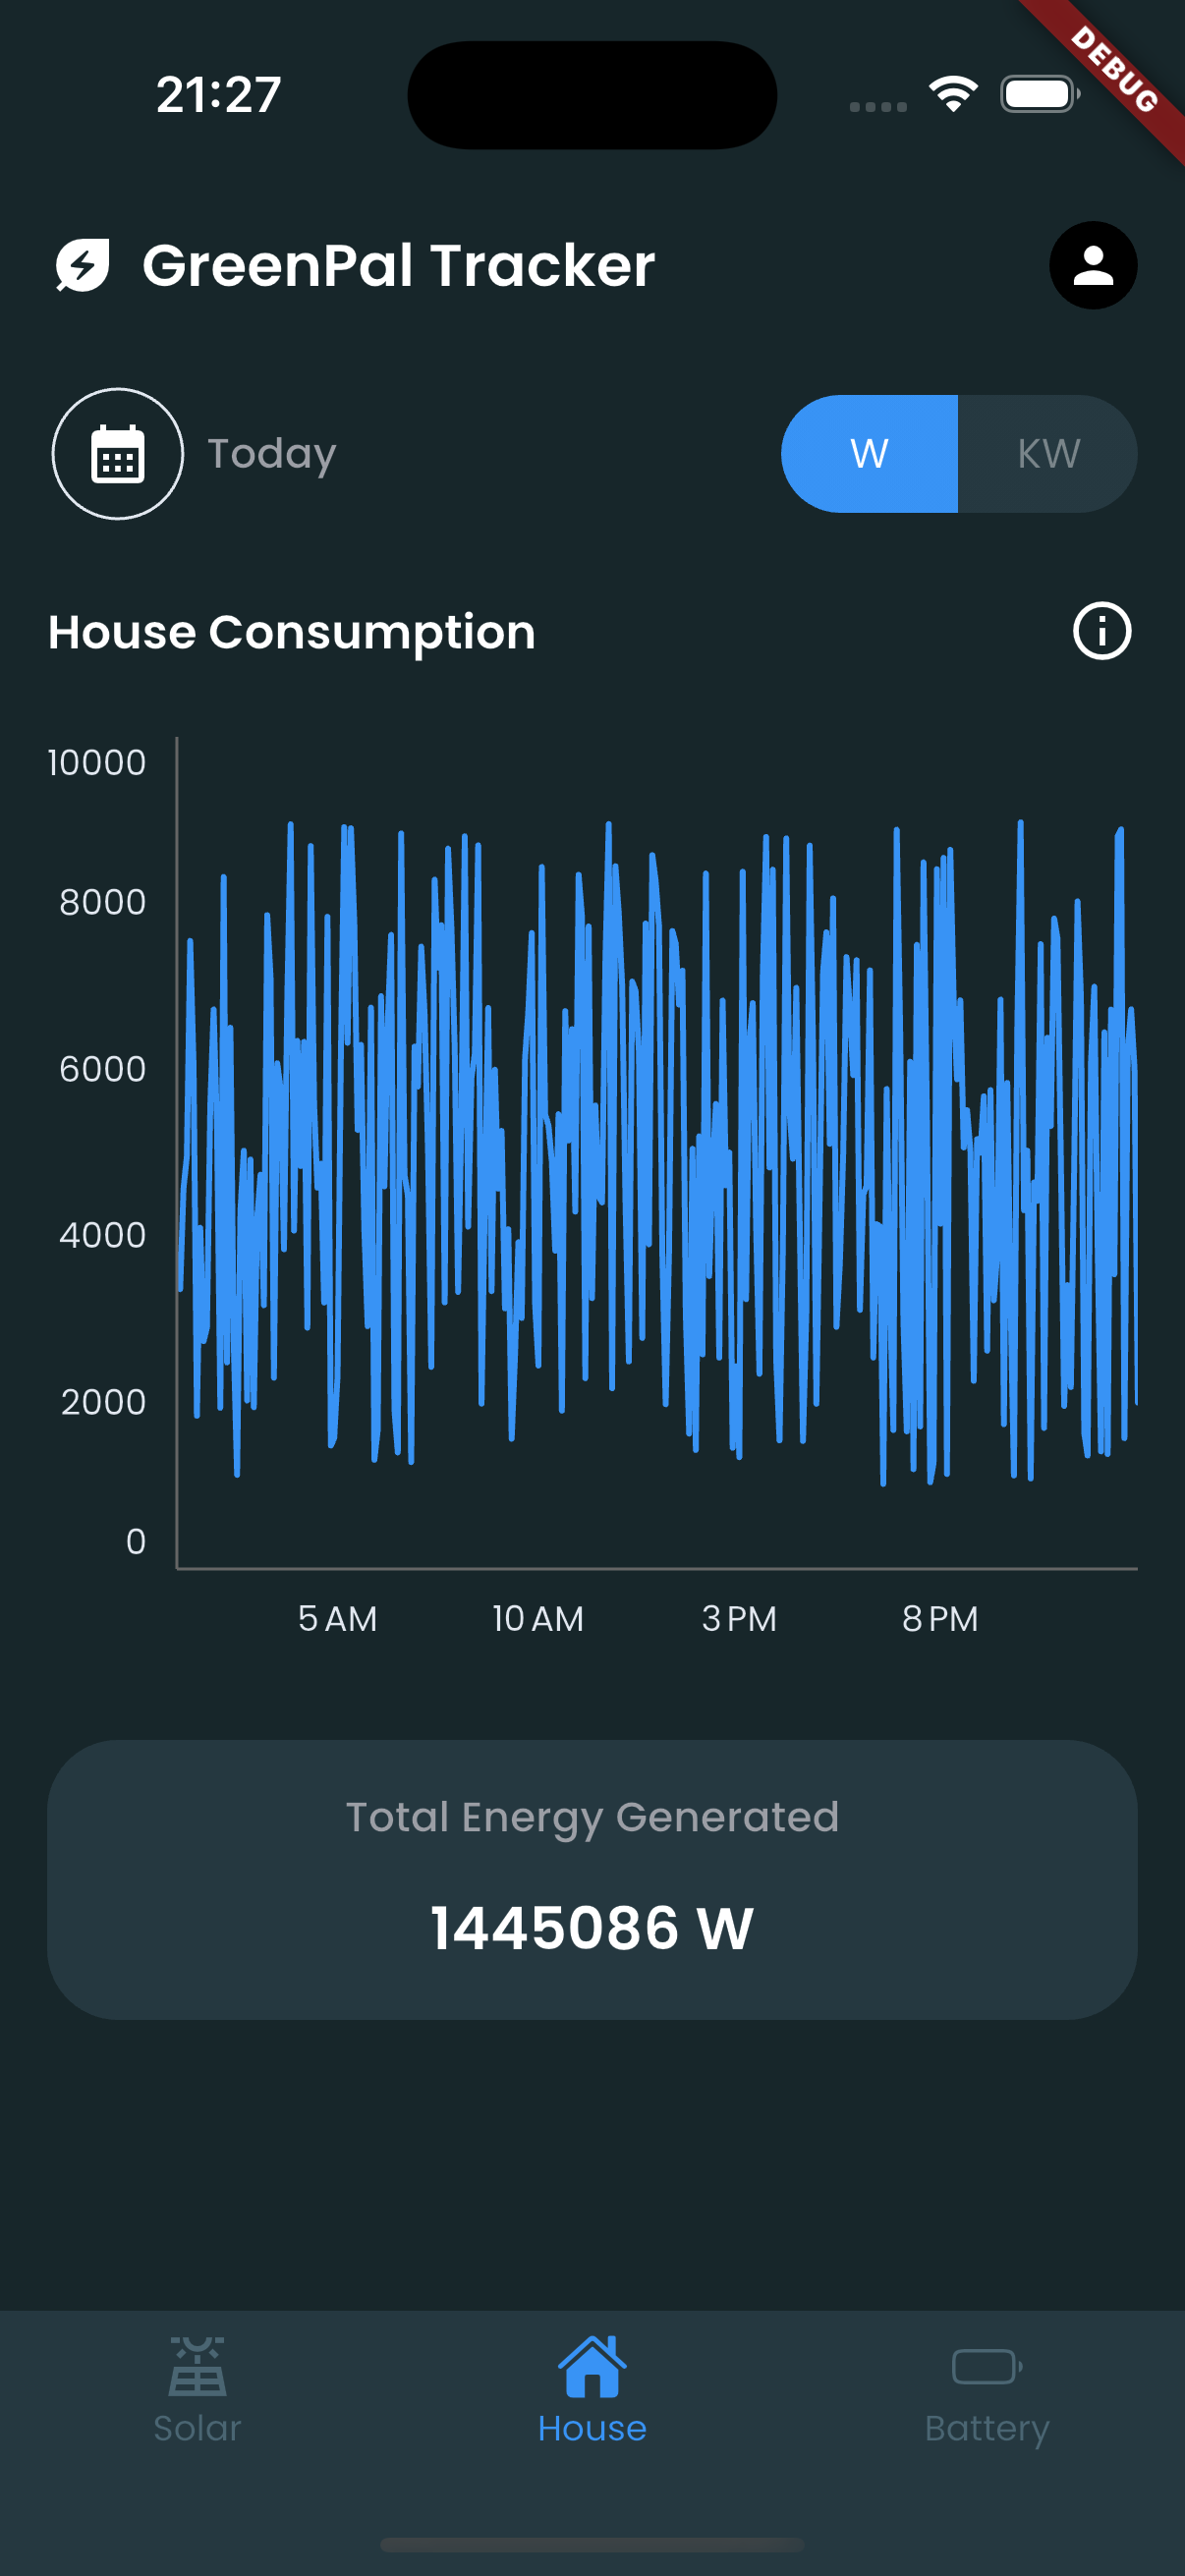 21:27
DEBUG
GreenPal Tracker
Today
W
KW
House Consumption
10000
8000
6000
4000
2000
0
5 AM
10 AM
3 PM
8 PM
Total Energy Generated
1445086 W
Solar
House
Battery